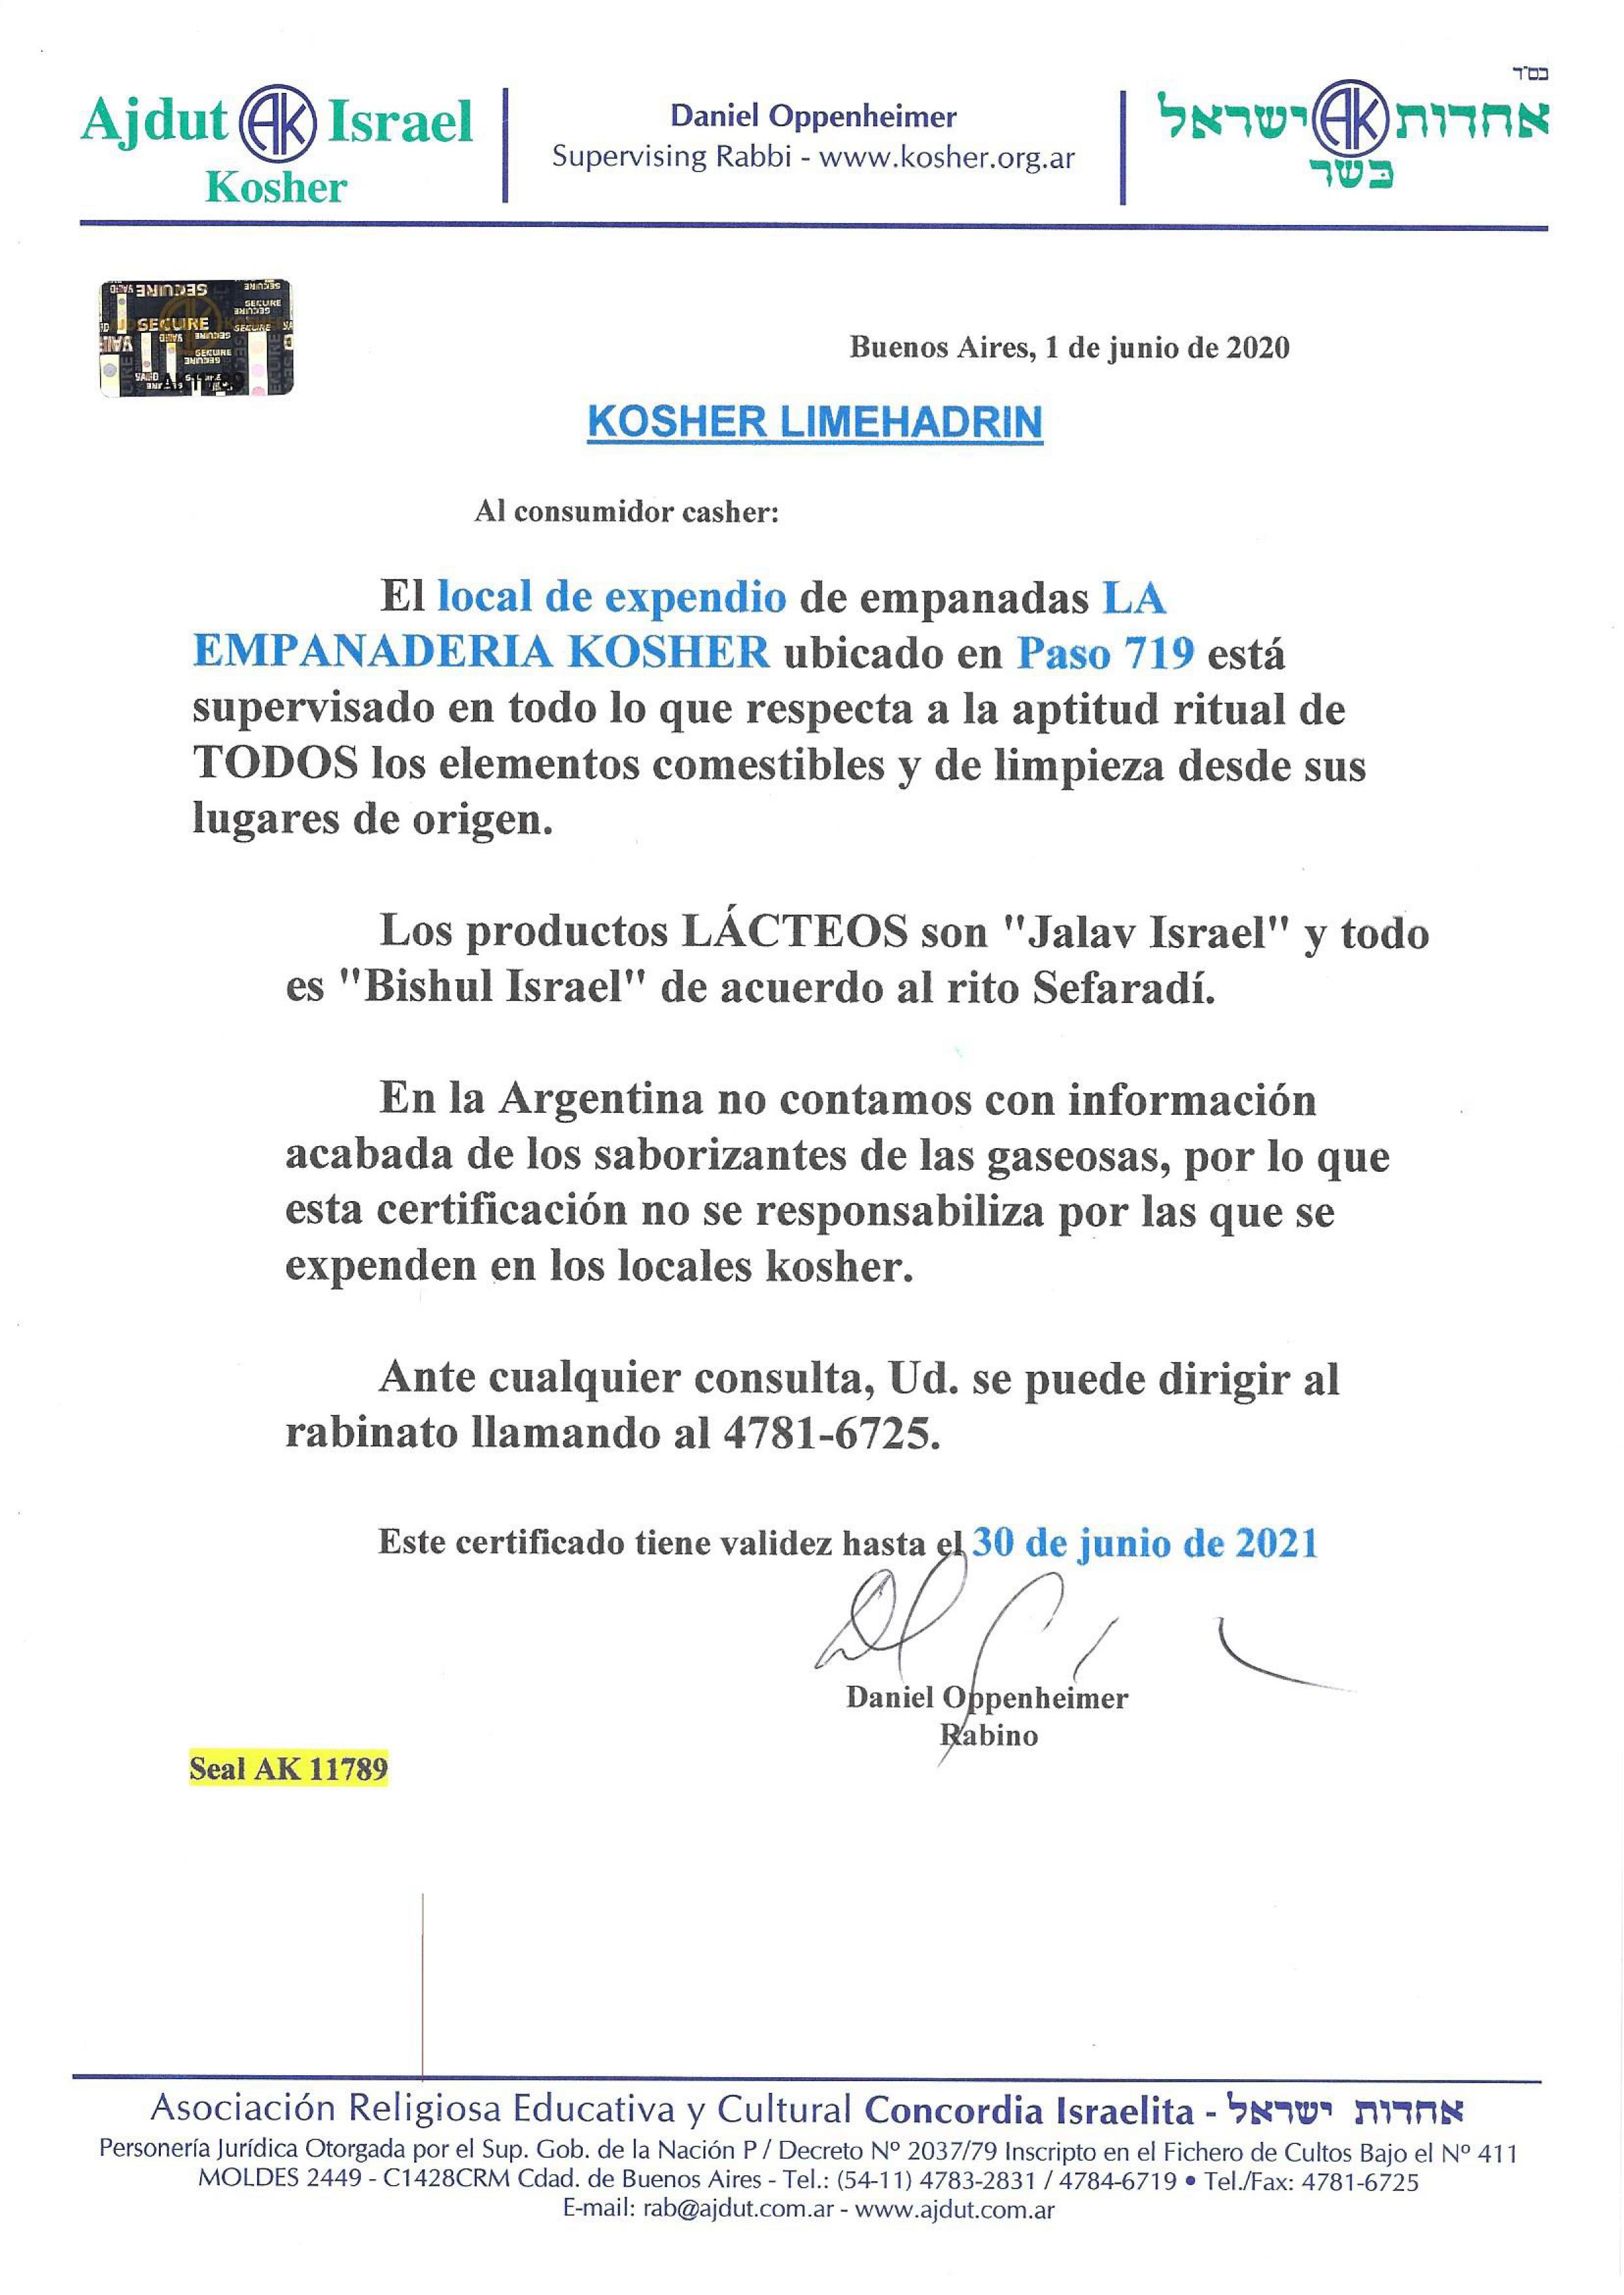 בס"ד
Ajdut AK Israel
Kosher
Daniel Oppenheimer
Supervising Rabbi - www.kosher.org.ar
אחדות AK ישראל
בשר
SECURE
SECURE
SECURE
SECURE
SECURE
VALID
Buenos Aires, 1 de junio de 2020
KOSHER LIMEHADRIN
Al consumidor casher:
El local de expendio de empanadas LA
EMPANADERIA KOSHER ubicado en Paso 719 está
supervisado en todo lo que respecta a la aptitud ritual de
TODOS los elementos comestibles y de limpieza desde sus
lugares de origen.
Los productos LÁCTEOS son "Jalav Israel" y todo
es "Bishul Israel" de acuerdo al rito Sefaradí.
En la Argentina no contamos con información
acabada de los saborizantes de las gaseosas, por lo que
esta certificación no se responsabiliza por las que se
expenden en los locales kosher.
Ante cualquier consulta, Ud. se puede dirigir al
rabinato llamando al 4781-6725.
Este certificado tiene validez hasta el 30 de junio de 2021
Daniel Oppenheimer
Rabino
Seal AK 11789
Asociación Religiosa Educativa y Cultural Concordia Israelita - אחדות ישראל
Personería Jurídica Otorgada por el Sup. Gob. de la Nación P / Decreto Nº 2037/79 Inscripto en el Fichero de Cultos Bajo el Nº 411
MOLDES 2449 - C1428CRM Cdad. de Buenos Aires - Tel.: (54-11) 4783-2831 / 4784-6719 • Tel./Fax: 4781-6725
E-mail: rab@ajdut.com.ar - www.ajdut.com.ar